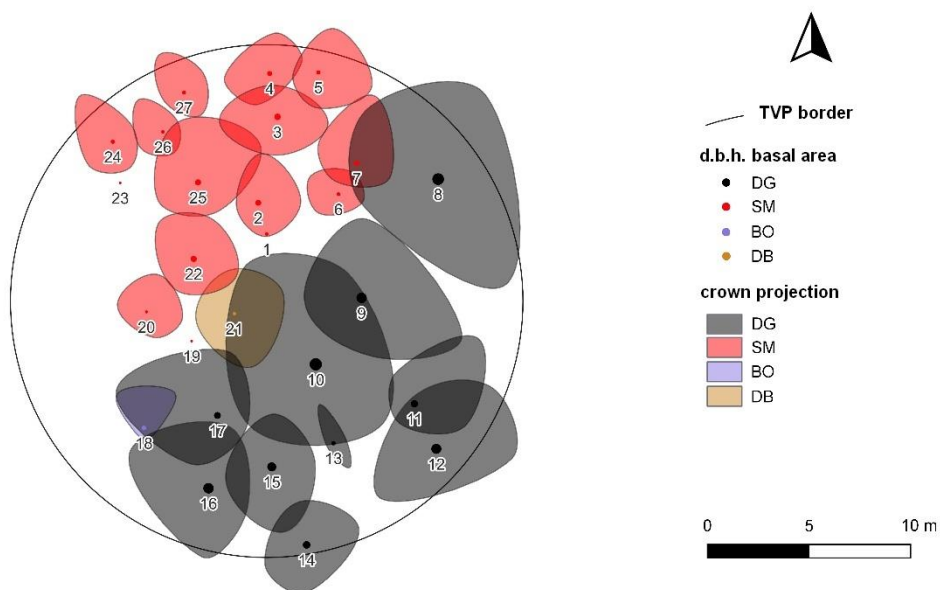 4
5
27
3
24
26
7
23
25
2
6
8
1
22
20
21
9
19
10
18
17
11
13
12
16
15
14
TVP border
d.b.h. basal area
DG
SM
BO
DB
crown projection
DG
SM
BO
DB
0 5 10 m